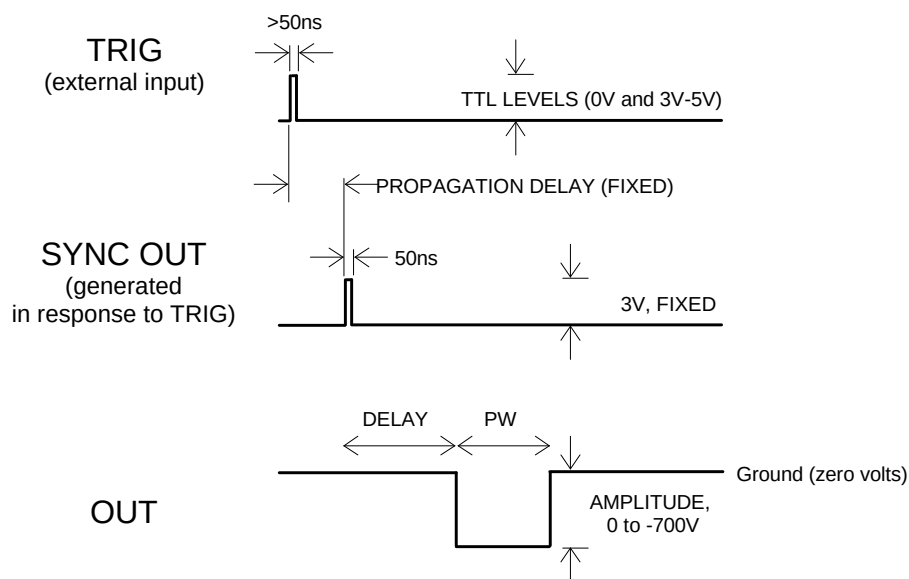 >50ns
TRIG
(external input)
TTL LEVELS (0V and 3V-5V)
PROPAGATION DELAY (FIXED)
SYNC OUT
(generated
in response to TRIG)
50ns
3V, FIXED
DELAY
PW
Ground (zero volts)
AMPLITUDE,
0 to -700V
OUT